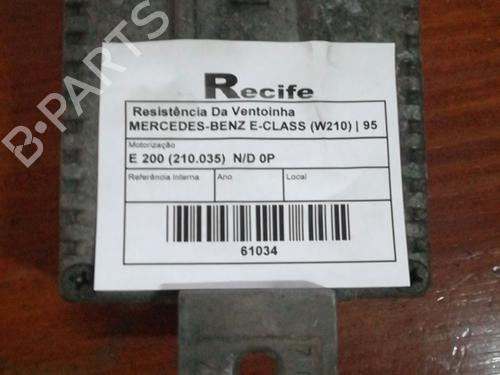 Recife
Resistência Da Ventoinha
MERCEDES-BENZ E-CLASS (W210) | 95
Motorização
E 200 (210.035) N/D 0P
Referência Interna Ano Local
61034